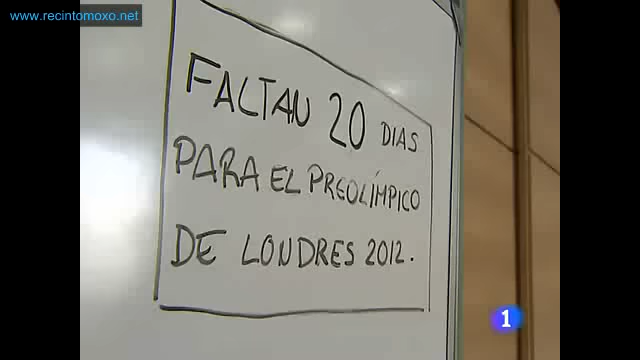 www.recintomoxo.net
FALTAN 20 DIAS
PARA EL PREOLÍMPICO
DE LONDRES 2012.
1